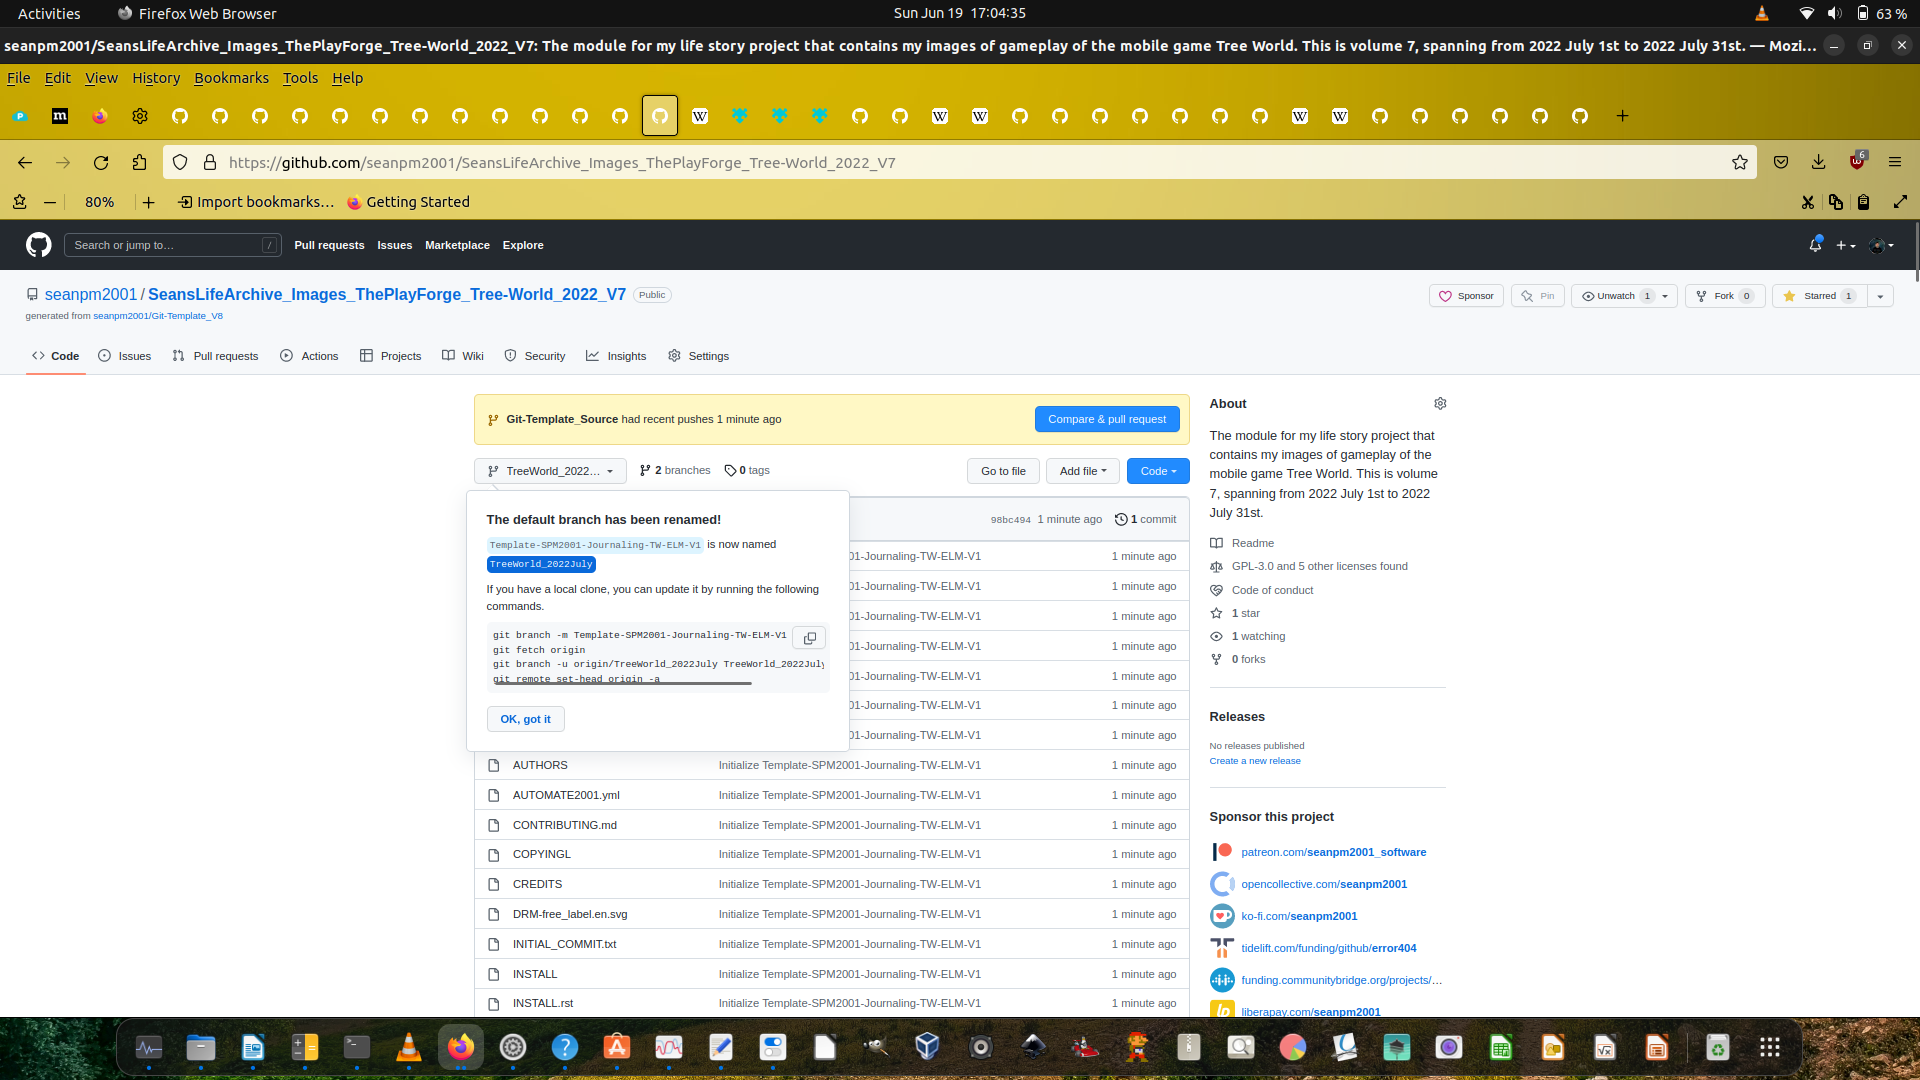 Activities Firefox Web Browser Sun Jun 19 17:04:35 63 %
seanpm2001/SeansLifeArchive_Images_ThePlayForge_Tree-World_2022_V7: The module for my life story project that contains my images of gameplay of the mobile game Tree World. This is volume 7, spanning from 2022 July 1st to 2022 July 31st. — Mozi…
File Edit View History Bookmarks Tools Help
https://github.com/seanpm2001/SeansLifeArchive_Images_ThePlayForge_Tree-World_2022_V7 6
80% Import bookmarks… Getting Started
Search or jump to… / Pull requests Issues Marketplace Explore
seanpm2001 / SeansLifeArchive_Images_ThePlayForge_Tree-World_2022_V7 Public Sponsor Pin Unwatch 1 Fork 0 Starred 1
generated from seanpm2001/Git-Template_V8
Code Issues Pull requests Actions Projects Wiki Security Insights Settings
Git-Template_Source had recent pushes 1 minute ago Compare & pull request
TreeWorld_2022… 2 branches 0 tags Go to file Add file Code
The default branch has been renamed!
Template-SPM2001-Journaling-TW-ELM-V1 is now named
TreeWorld_2022July
If you have a local clone, you can update it by running the following
commands.
git branch -m Template-SPM2001-Journaling-TW-ELM-V1
git fetch origin
git branch -u origin/TreeWorld_2022July TreeWorld_2022July
git remote set-head origin -a
OK, got it
98bc494 1 minute ago 1 commit
01-Journaling-TW-ELM-V1 1 minute ago
01-Journaling-TW-ELM-V1 1 minute ago
01-Journaling-TW-ELM-V1 1 minute ago
01-Journaling-TW-ELM-V1 1 minute ago
01-Journaling-TW-ELM-V1 1 minute ago
01-Journaling-TW-ELM-V1 1 minute ago
01-Journaling-TW-ELM-V1 1 minute ago
AUTHORS Initialize Template-SPM2001-Journaling-TW-ELM-V1 1 minute ago
AUTOMATE2001.yml Initialize Template-SPM2001-Journaling-TW-ELM-V1 1 minute ago
CONTRIBUTING.md Initialize Template-SPM2001-Journaling-TW-ELM-V1 1 minute ago
COPYINGL Initialize Template-SPM2001-Journaling-TW-ELM-V1 1 minute ago
CREDITS Initialize Template-SPM2001-Journaling-TW-ELM-V1 1 minute ago
DRM-free_label.en.svg Initialize Template-SPM2001-Journaling-TW-ELM-V1 1 minute ago
INITIAL_COMMIT.txt Initialize Template-SPM2001-Journaling-TW-ELM-V1 1 minute ago
INSTALL Initialize Template-SPM2001-Journaling-TW-ELM-V1 1 minute ago
INSTALL.rst Initialize Template-SPM2001-Journaling-TW-ELM-V1 1 minute ago
About
The module for my life story project that
contains my images of gameplay of the
mobile game Tree World. This is volume
7, spanning from 2022 July 1st to 2022
July 31st.
Readme
GPL-3.0 and 5 other licenses found
Code of conduct
1 star
1 watching
0 forks
Releases
No releases published
Create a new release
Sponsor this project
patreon.com/seanpm2001_software
opencollective.com/seanpm2001
ko-fi.com/seanpm2001
tidelift.com/funding/github/error404
funding.communitybridge.org/projects/…
liberapay.com/seanpm2001